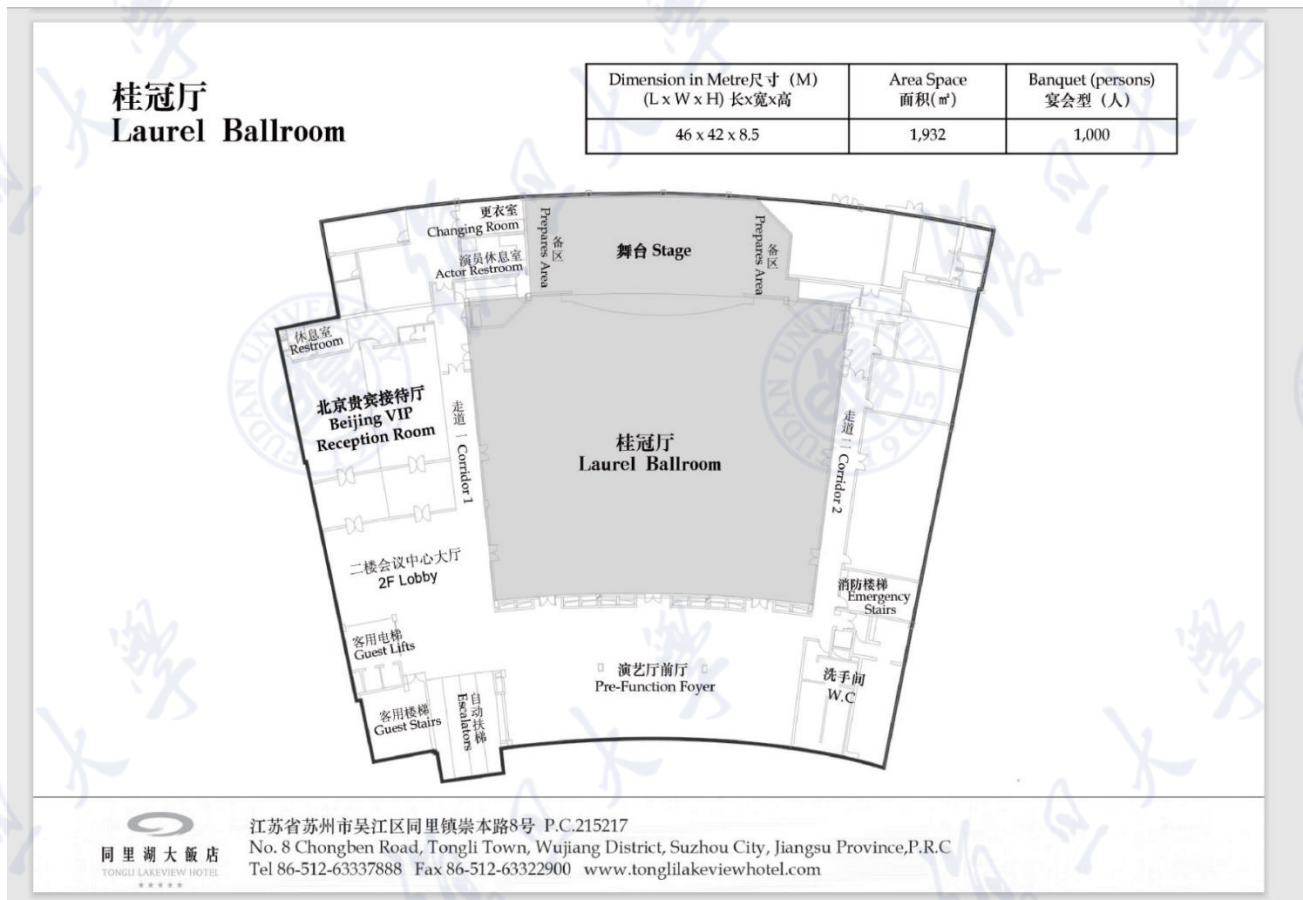 桂冠厅
Laurel Ballroom
Dimension in Metre尺寸（M）
(L x W x H) 长x宽x高
Area Space
面积(㎡)
Banquet (persons)
宴会型（人）
46 x 42 x 8.5
1,932
1,000
更衣室
Changing Room
演员休息室
Actor Restroom
备区
Prepares Area
舞台 Stage
备区
Prepares Area
休息室
Restroom
北京贵宾接待厅
Beijing VIP
Reception Room
走道一 Corridor 1
桂冠厅
Laurel Ballroom
走道二 Corridor 2
二楼会议中心大厅
2F Lobby
消防楼梯
Emergency
Stairs
客用电梯
Guest Lifts
演艺厅前厅
Pre-Function Foyer
洗手间
W.C
客用楼梯
Guest Stairs
自动扶梯
Escalators
同里湖大飯店
TONGLI LAKEVIEW HOTEL
江苏省苏州市吴江区同里镇崇本路8号 P.C.215217
No. 8 Chongben Road, Tongli Town, Wujiang District, Suzhou City, Jiangsu Province,P.R.C
Tel 86-512-63337888 Fax 86-512-63322900 www.tonglilakeviewhotel.com
FUDAN UNIVERSITY
FUDAN UNIVERSITY 1905